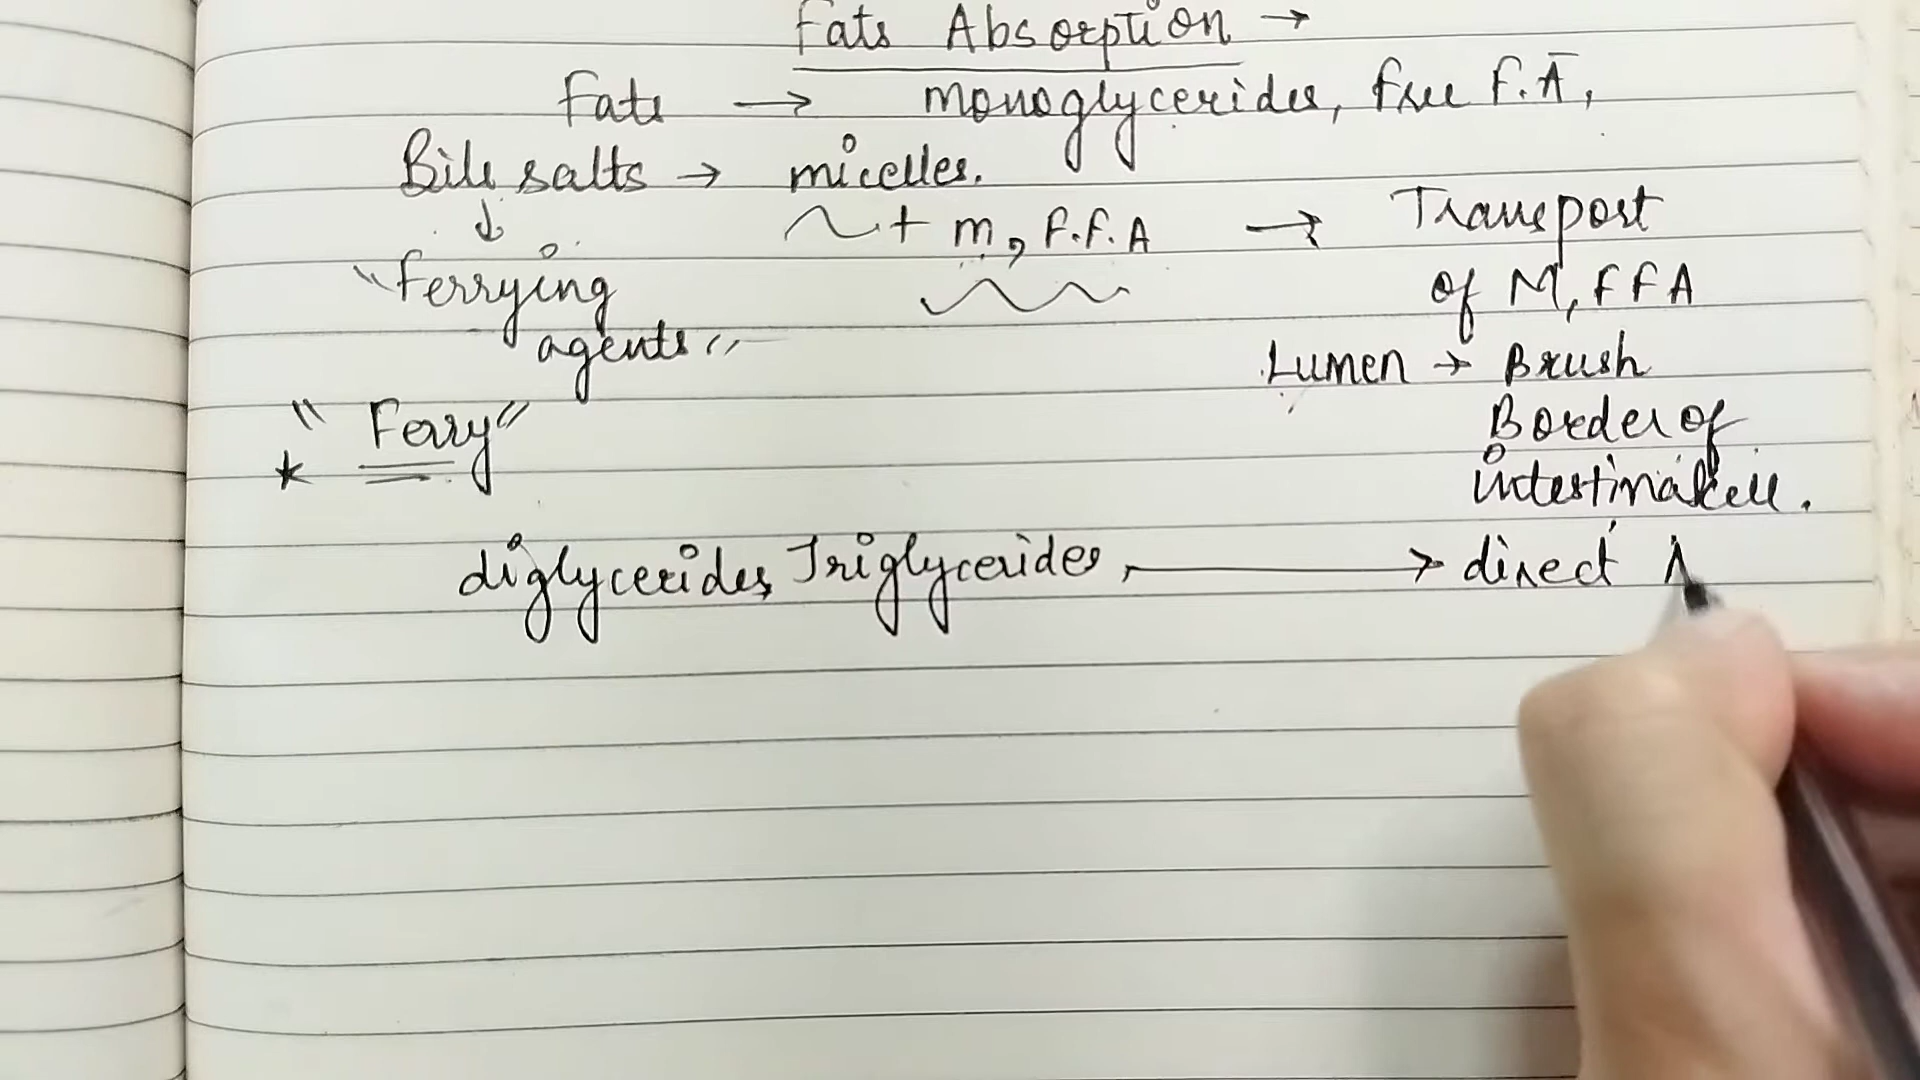 Fats Absorption →
Fats → monoglycerides, free F.A,
Bile salts → micelles.
↓ + m, F.F.A → Transport
"Ferrying of M, FFA
agents" Lumen → Brush
"Ferry" Border of
* intestinal cell.
diglycerides, Triglycerides, → direct A